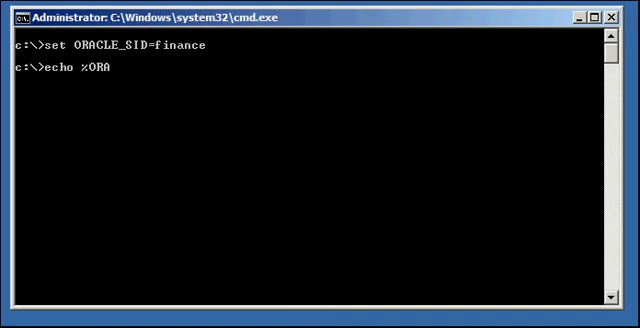 Administrator: C:\Windows\system32\cmd.exe
c:\>set ORACLE_SID=finance
c:\>echo %ORA